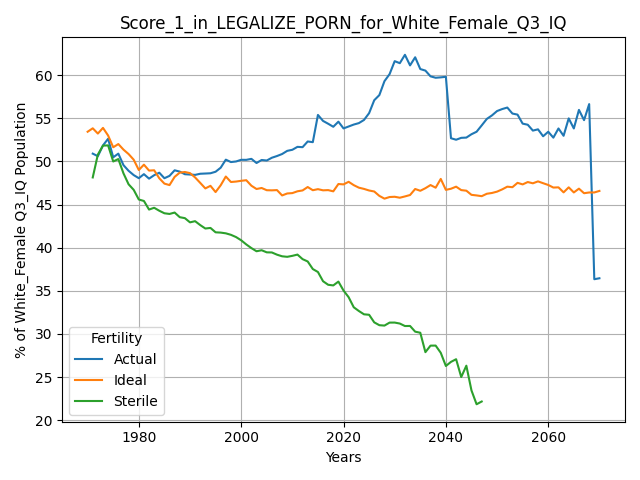 Score_1_in_LEGALIZE_PORN_for_White_Female_Q3_IQ
% of White_Female Q3_IQ Population
60
55
50
45
40
35
30
25
20
Fertility
Actual
Ideal
Sterile
1980 2000 2020 2040 2060
Years